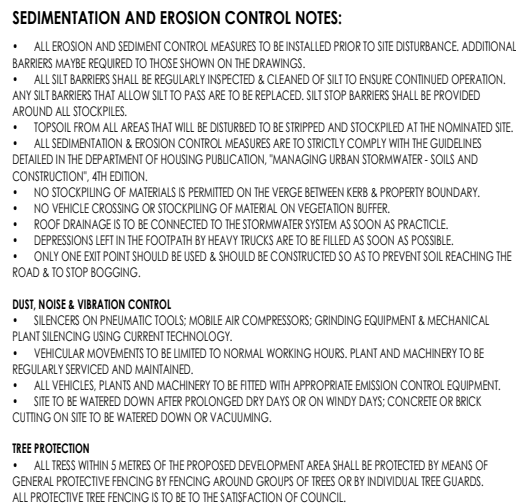 SEDIMENTATION AND EROSION CONTROL NOTES:
• ALL EROSION AND SEDIMENT CONTROL MEASURES TO BE INSTALLED PRIOR TO SITE DISTURBANCE. ADDITIONAL
BARRIERS MAYBE REQUIRED TO THOSE SHOWN ON THE DRAWINGS.
• ALL SILT BARRIERS SHALL BE REGULARLY INSPECTED & CLEANED OF SILT TO ENSURE CONTINUED OPERATION.
ANY SILT BARRIERS THAT ALLOW SILT TO PASS ARE TO BE REPLACED. SILT STOP BARRIERS SHALL BE PROVIDED
AROUND ALL STOCKPILES.
• TOPSOIL FROM ALL AREAS THAT WILL BE DISTURBED TO BE STRIPPED AND STOCKPILED AT THE NOMINATED SITE.
• ALL SEDIMENTATION & EROSION CONTROL MEASURES ARE TO STRICTLY COMPLY WITH THE GUIDELINES
DETAILED IN THE DEPARTMENT OF HOUSING PUBLICATION, "MANAGING URBAN STORMWATER - SOILS AND
CONSTRUCTION", 4TH EDITION.
• NO STOCKPILING OF MATERIALS IS PERMITTED ON THE VERGE BETWEEN KERB & PROPERTY BOUNDARY.
• NO VEHICLE CROSSING OR STOCKPILING OF MATERIAL ON VEGETATION BUFFER.
• ROOF DRAINAGE IS TO BE CONNECTED TO THE STORMWATER SYSTEM AS SOON AS PRACTICLE.
• DEPRESSIONS LEFT IN THE FOOTPATH BY HEAVY TRUCKS ARE TO BE FILLED AS SOON AS POSSIBLE.
• ONLY ONE EXIT POINT SHOULD BE USED & SHOULD BE CONSTRUCTED SO AS TO PREVENT SOIL REACHING THE
ROAD & TO STOP BOGGING.
DUST, NOISE & VIBRATION CONTROL
• SILENCERS ON PNEUMATIC TOOLS; MOBILE AIR COMPRESSORS; GRINDING EQUIPMENT & MECHANICAL
PLANT SILENCING USING CURRENT TECHNOLOGY.
• VEHICULAR MOVEMENTS TO BE LIMITED TO NORMAL WORKING HOURS. PLANT AND MACHINERY TO BE
REGULARLY SERVICED AND MAINTAINED.
• ALL VEHICLES, PLANTS AND MACHINERY TO BE FITTED WITH APPROPRIATE EMISSION CONTROL EQUIPMENT.
• SITE TO BE WATERED DOWN AFTER PROLONGED DRY DAYS OR ON WINDY DAYS; CONCRETE OR BRICK
CUTTING ON SITE TO BE WATERED DOWN OR VACUUMING.
TREE PROTECTION
• ALL TRESS WITHIN 5 METRES OF THE PROPOSED DEVELOPMENT AREA SHALL BE PROTECTED BY MEANS OF
GENERAL PROTECTIVE FENCING BY FENCING AROUND GROUPS OF TREES OR BY INDIVIDUAL TREE GUARDS.
ALL PROTECTIVE TREE FENCING IS TO BE TO THE SATISFACTION OF COUNCIL.